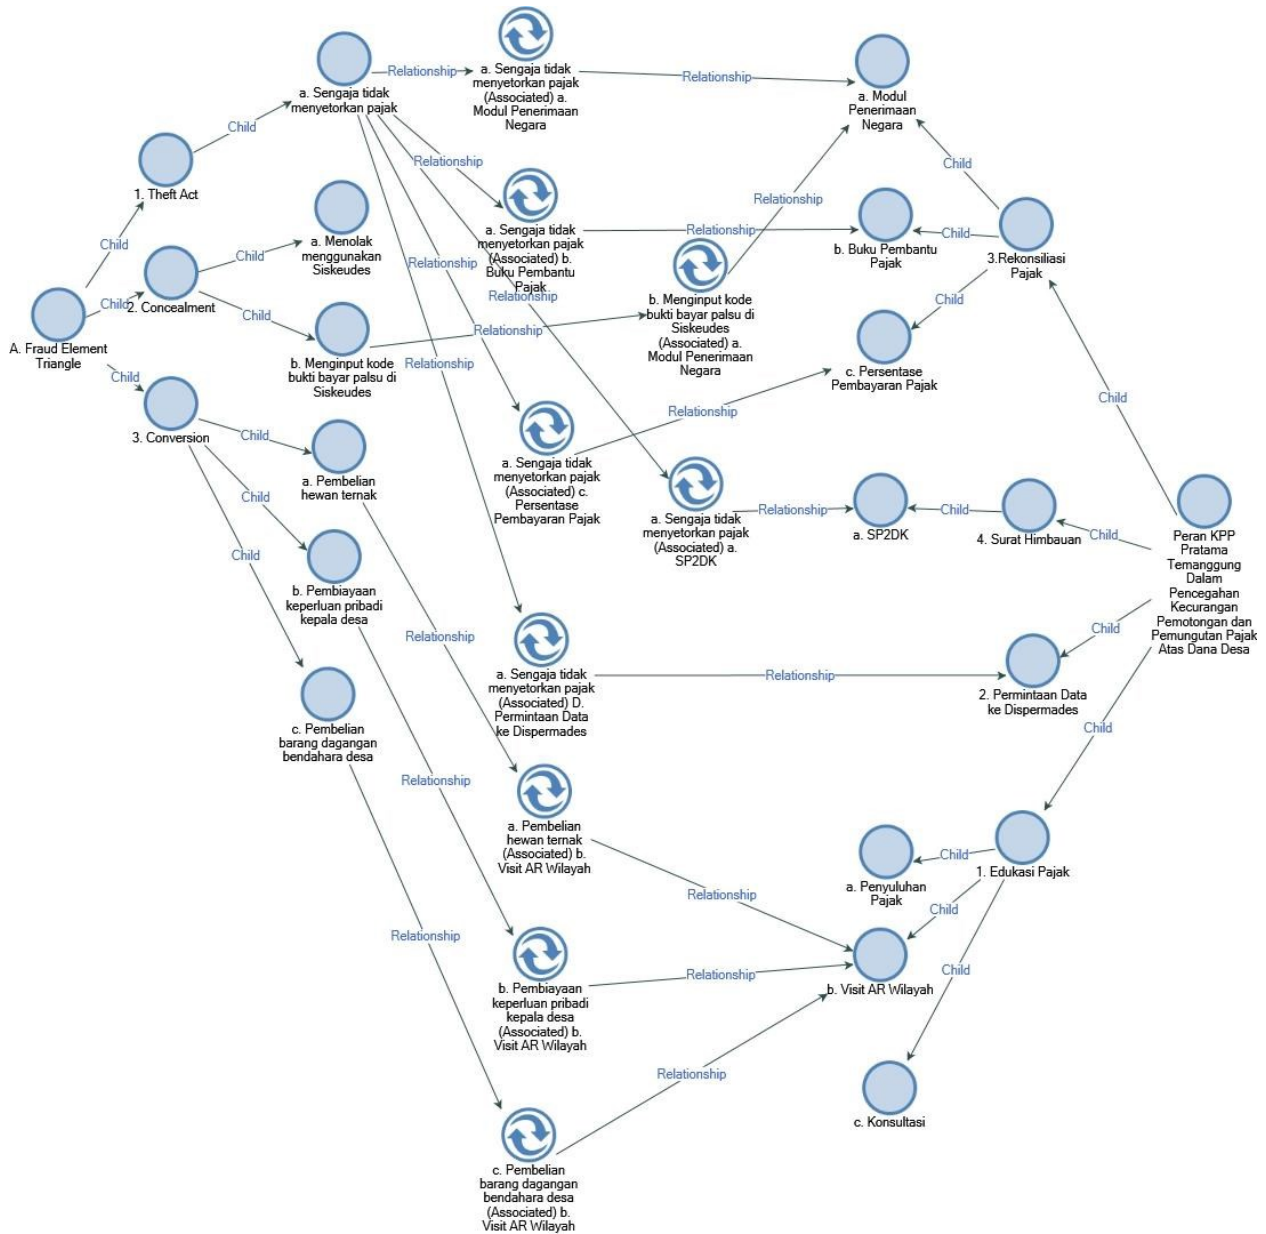 a. Sengaja tidak
menyetorkan pajak
Relationship
a. Sengaja tidak
menyetorkan pajak
(Associated) a.
Modul Penerimaan
Negara
Relationship
a. Modul
Penerimaan
Negara
Child
1. Theft Act
Relationship
Child
Relationship
a. Menolak
menggunakan
Siskeudes
Child
Child
a. Sengaja tidak
menyetorkan pajak
(Associated) b.
Buku Pembantu
Pajak
Relationship
b. Buku Pembantu
Pajak
Child
3.Rekonsiliasi
Pajak
Relationship
Relationship
2. Concealment
Child
A. Fraud Element
Triangle
Child
b. Menginput kode
bukti bayar palsu di
Siskeudes
Relationship
b. Menginput kode
bukti bayar palsu di
Siskeudes
(Associated) a.
Modul Penerimaan
Negara
Child
c. Persentase
Pembayaran Pajak
Relationship
Child
3. Conversion
Child
Relationship
Child
a. Pembelian
hewan ternak
a. Sengaja tidak
menyetorkan pajak
(Associated) c.
Persentase
Pembayaran Pajak
Child
a. Sengaja tidak
menyetorkan pajak
(Associated) a.
SP2DK
Relationship
a. SP2DK
Child
4. Surat Himbauan
Child
Peran KPP
Pratama
Temanggung
Dalam
Pencegahan
Kecurangan
Pemotongan dan
Pemungutan Pajak
Atas Dana Desa
Child
b. Pembiayaan
keperluan pribadi
kepala desa
Relationship
Child
a. Sengaja tidak
menyetorkan pajak
(Associated) D.
Permintaan Data
ke Dispermades
Relationship
2. Permintaan Data
ke Dispermades
c. Pembelian
barang dagangan
bendahara desa
Child
Relationship
a. Pembelian
hewan ternak
(Associated) b.
Visit AR Wilayah
Relationship
a. Penyuluhan
Pajak
Child
1. Edukasi Pajak
Child
Relationship
Child
b. Pembiayaan
keperluan pribadi
kepala desa
(Associated) b.
Visit AR Wilayah
Relationship
b. Visit AR Wilayah
Relationship
c. Konsultasi
c. Pembelian
barang dagangan
bendahara desa
(Associated) b.
Visit AR Wilayah